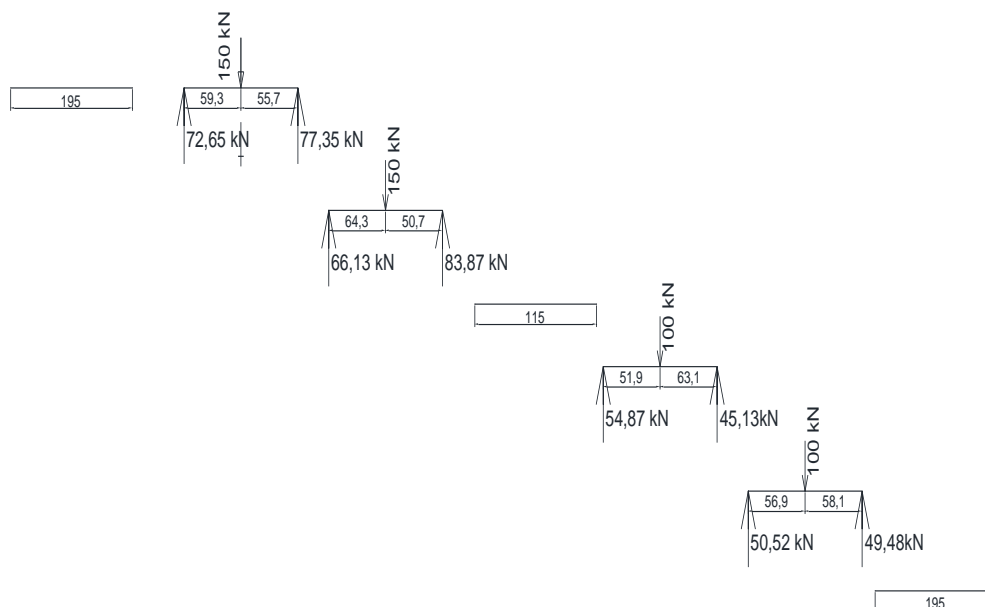 150 kN
195
59,3 55,7
72,65 kN 77,35 kN
150 kN
64,3 50,7
66,13 kN 83,87 kN
115
100 kN
51,9 63,1
54,87 kN 45,13kN
100 kN
56,9 58,1
50,52 kN 49,48kN
195